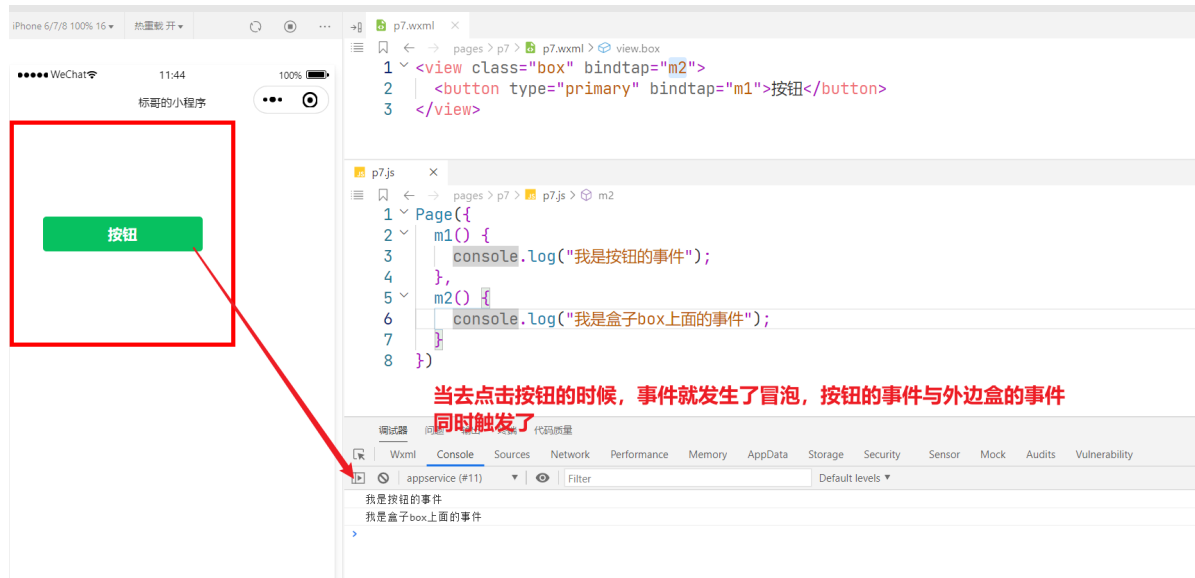 iPhone 6/7/8 100% 16
热重载 开
WeChat
11:44
100%
标哥的小程序
按钮
p7.wxml
pages > p7 > p7.wxml > view.box
1 <view class="box" bindtap="m2">
2 <button type="primary" bindtap="m1">按钮</button>
3 </view>
p7.js
pages > p7 > p7.js > m2
1 Page({
2 m1() {
3 console.log("我是按钮的事件");
4 },
5 m2() {
6 console.log("我是盒子box上面的事件");
7 }
8 })
当去点击按钮的时候，事件就发生了冒泡，按钮的事件与外边盒的事件
同时触发了
调试器 代码质量
Wxml Console Sources Network Performance Memory AppData Storage Security Sensor Mock Audits Vulnerability
appservice (#11) Filter Default levels
我是按钮的事件
我是盒子box上面的事件